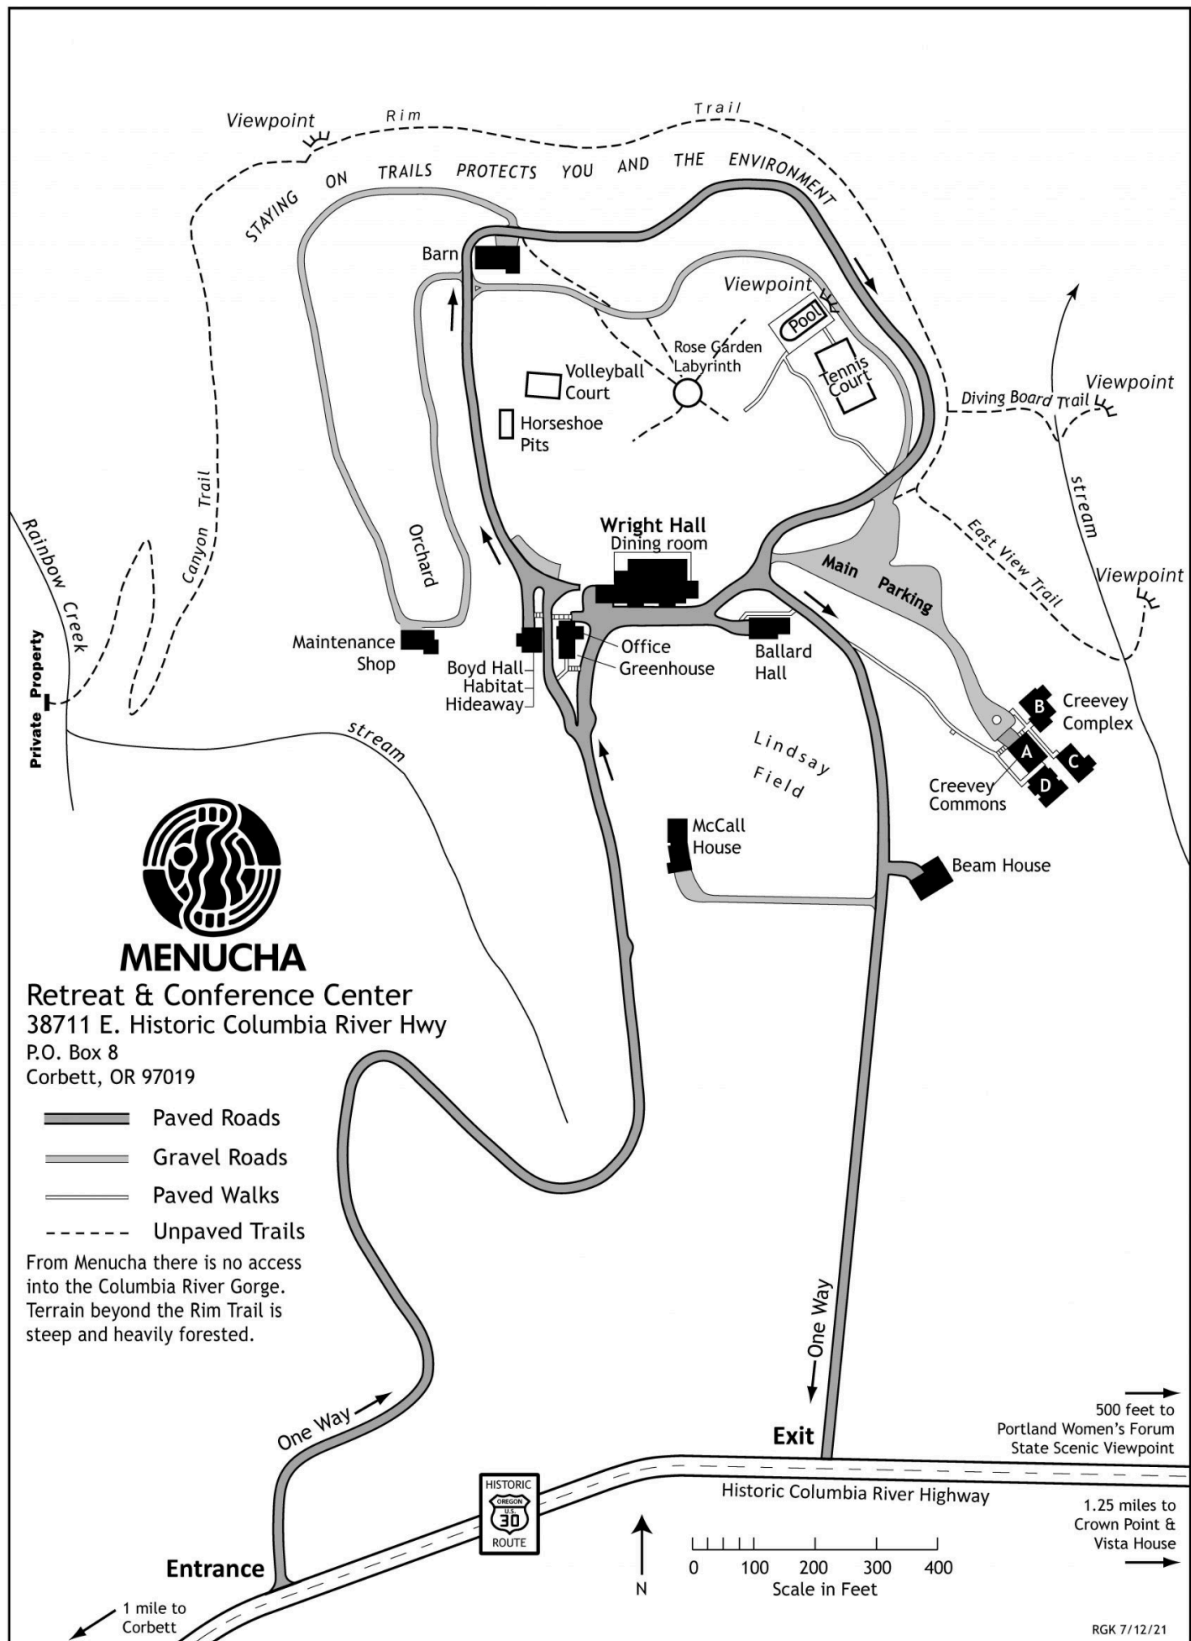 Viewpoint
Rim
Trail
STAYING ON TRAILS PROTECTS YOU AND THE ENVIRONMENT
Barn
Viewpoint
Pool
Rose Garden
Labyrinth
Tennis
Court
Volleyball
Court
Horseshoe
Pits
Diving Board Trail
Viewpoint
stream
Canyon Trail
Rainbow Creek
Orchard
Wright Hall
Dining room
Main Parking
East View Trail
Viewpoint
Maintenance
Shop
Boyd Hall
Habitat
Hideaway
Office
Greenhouse
Ballard
Hall
Private Property
stream
Lindsay
Field
B
A
C
D
Creevey
Complex
Creevey
Commons
McCall
House
Beam House
MENUCHA
Retreat & Conference Center
38711 E. Historic Columbia River Hwy
P.O. Box 8
Corbett, OR 97019
Paved Roads
Gravel Roads
Paved Walks
Unpaved Trails
From Menucha there is no access
into the Columbia River Gorge.
Terrain beyond the Rim Trail is
steep and heavily forested.
One Way
One Way
Exit
500 feet to
Portland Women's Forum
State Scenic Viewpoint
HISTORIC
OREGON
U.S.
30
ROUTE
Historic Columbia River Highway
1.25 miles to
Crown Point &
Vista House
Entrance
N
0 100 200 300 400
Scale in Feet
1 mile to
Corbett
RGK 7/12/21